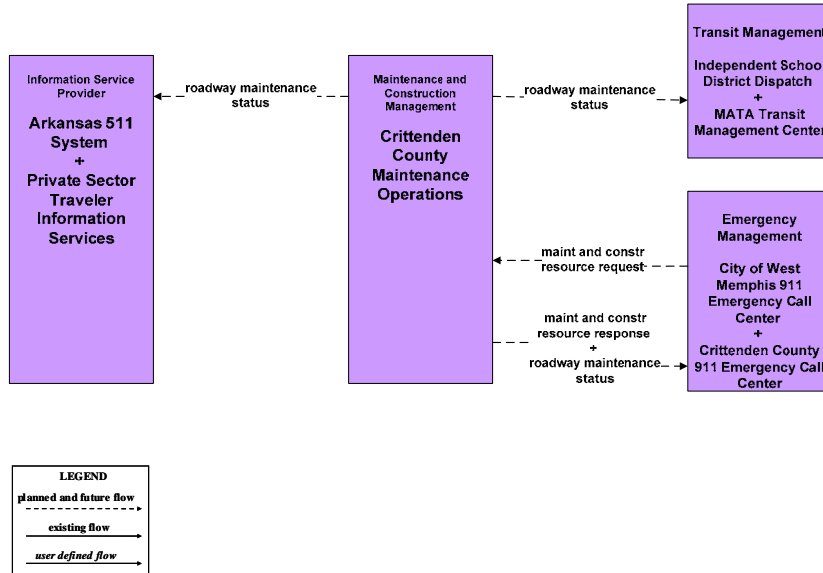 Information Service
Provider
Arkansas 511
System
+
Private Sector
Traveler
Information
Services
roadway maintenance
status
Maintenance and
Construction
Management
Crittenden
County
Maintenance
Operations
roadway maintenance
status
Transit Management
Independent School
District Dispatch
+
MATA Transit
Management Center
maint and constr
resource request
maint and constr
resource response
+
roadway maintenance
status
Emergency
Management
City of West
Memphis 911
Emergency Call
Center
+
Crittenden County
911 Emergency Call
Center
LEGEND
planned and future flow
existing flow
user defined flow